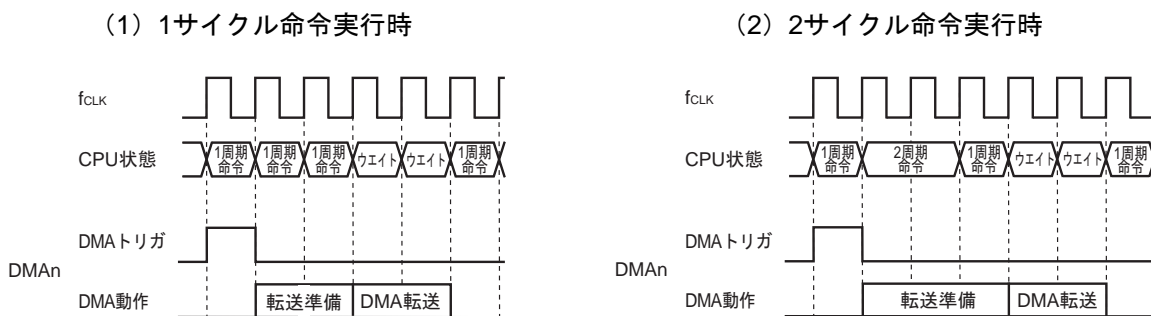 （1）1サイクル命令実行時
fCLK
CPU状態
1周期
命令
1周期
命令
1周期
命令
ウエイト
ウエイト
1周期
命令
DMAトリガ
DMAn
DMA動作
転送準備
DMA転送
（2）2サイクル命令実行時
fCLK
CPU状態
1周期
命令
2周期
命令
1周期
命令
ウエイト
ウエイト
1周期
命令
DMAトリガ
DMAn
DMA動作
転送準備
DMA転送